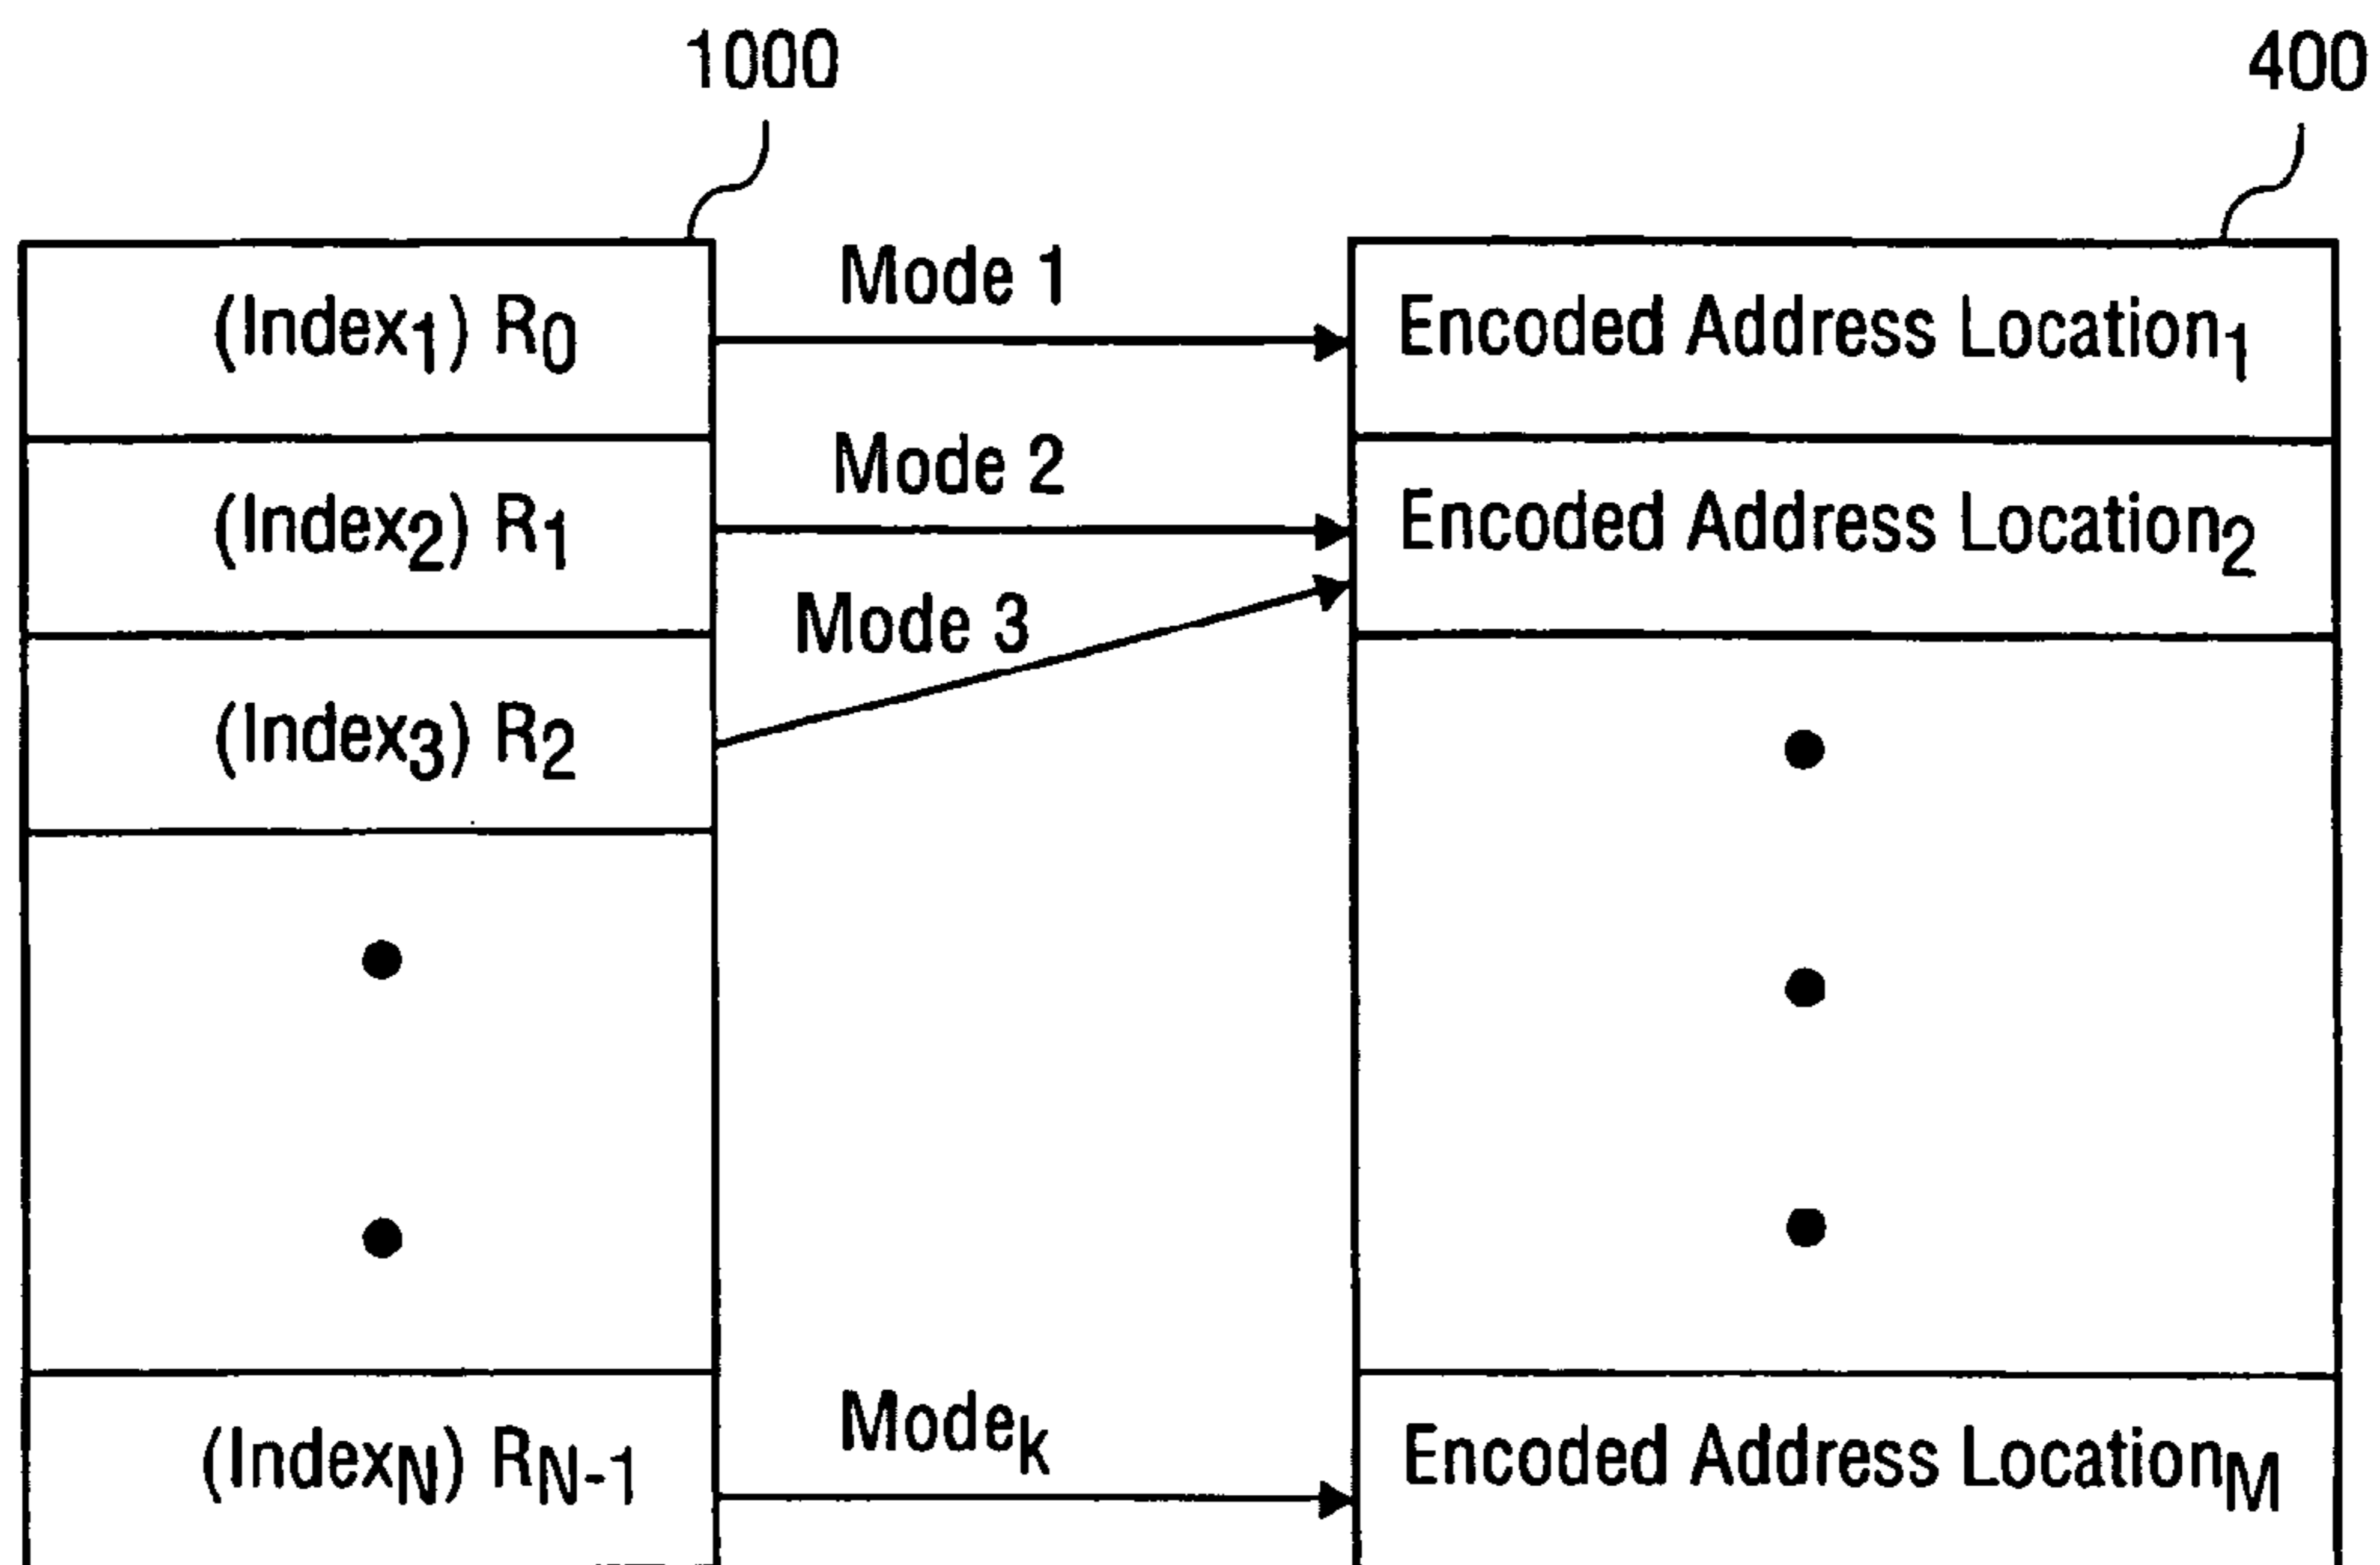 1000
400
(Index1) R0
Mode 1
Encoded Address Location1
Mode 2
(Index2) R1
Encoded Address Location2
Mode 3
(Index3) R2
Modek
(IndexN) RN-1
Encoded Address LocationM